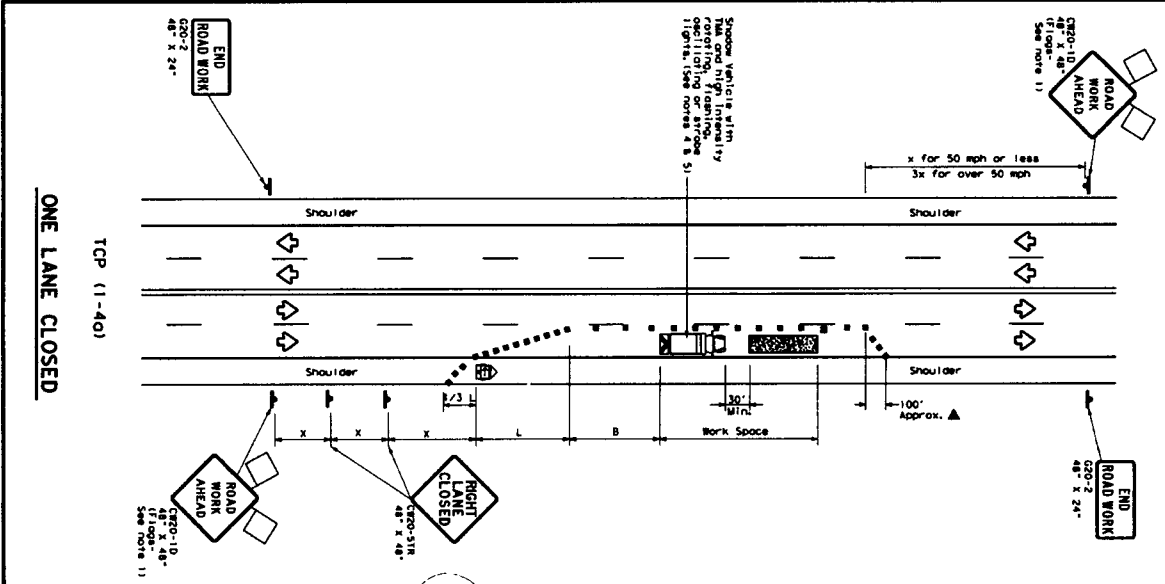 CW20-1D
48" X 48"
(Flags-
See note 1)
ROAD
WORK
AHEAD
x for 50 mph or less
3x for over 50 mph
Shadow Vehicle with
TMA and high intensity
rotating, flashing,
oscillating or strobe
lights. (See notes 4 & 5)
END
ROAD WORK
G20-2
48" X 24"
Shoulder
Shoulder
Shoulder
Shoulder
1/3 L
30'
Min.
100'
Approx. ▲
x
x
x
L
B
Work Space
RIGHT
LANE
CLOSED
CW20-5TR
48" X 48"
ROAD
WORK
AHEAD
CW20-1D
48" X 48"
(Flags-
See note 1)
END
ROAD WORK
G20-2
48" X 24"
TCP (1-4a)
ONE LANE CLOSED